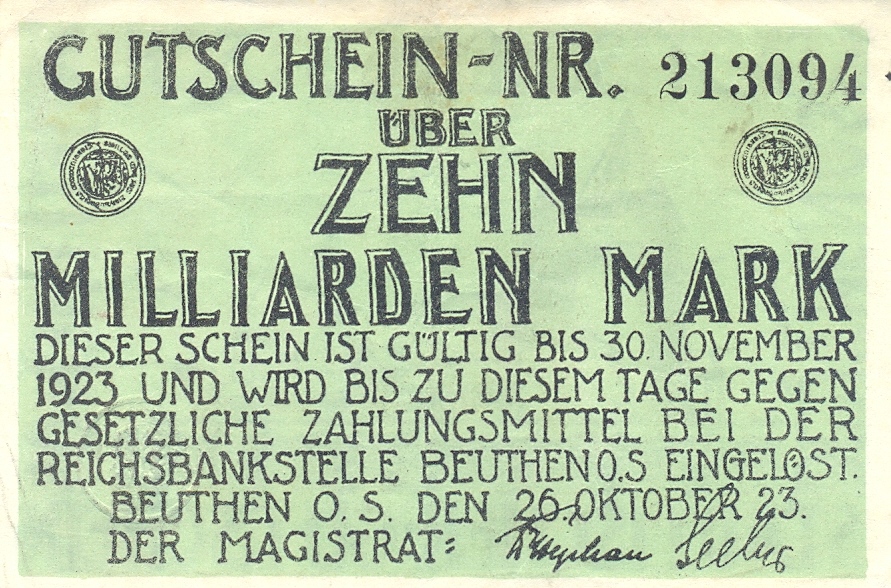 GUTSCHEIN-NR. 213094
ÜBER
ZEHN
MILLIARDEN MARK
DIESER SCHEIN IST GÜLTIG BIS 30. NOVEMBER
1923 UND WIRD BIS ZU DIESEM TAGE GEGEN
GESETZLICHE ZAHLUNGSMITTEL BEI DER
REICHSBANKSTELLE BEUTHEN O.S EINGELÖST.
BEUTHEN O. S. DEN 26. OKTOBER 23.
DER MAGISTRAT: